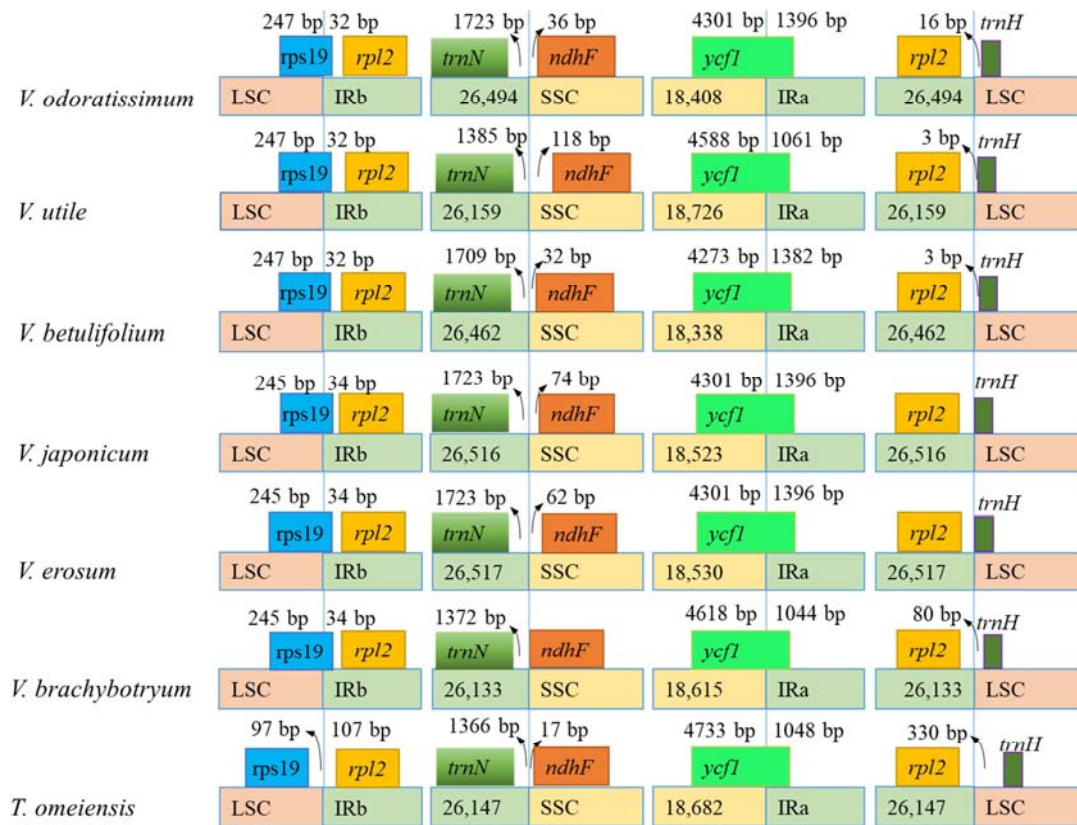 247 bp 32 bp 1723 bp 36 bp 4301 bp 1396 bp 16 bp trnH
rps19 rpl2 trnN ndhF ycf1 rpl2
V. odoratissimum LSC IRb 26,494 SSC 18,408 IRa 26,494 LSC
247 bp 32 bp 1385 bp 118 bp 4588 bp 1061 bp 3 bp trnH
rps19 rpl2 trnN ndhF ycf1 rpl2
V. utile LSC IRb 26,159 SSC 18,726 IRa 26,159 LSC
247 bp 32 bp 1709 bp 32 bp 4273 bp 1382 bp 3 bp trnH
rps19 rpl2 trnN ndhF ycf1 rpl2
V. betulifolium LSC IRb 26,462 SSC 18,338 IRa 26,462 LSC
245 bp 34 bp 1723 bp 74 bp 4301 bp 1396 bp trnH
rps19 rpl2 trnN ndhF ycf1 rpl2
V. japonicum LSC IRb 26,516 SSC 18,523 IRa 26,516 LSC
245 bp 34 bp 1723 bp 62 bp 4301 bp 1396 bp trnH
rps19 rpl2 trnN ndhF ycf1 rpl2
V. erosum LSC IRb 26,517 SSC 18,530 IRa 26,517 LSC
245 bp 34 bp 1372 bp 4618 bp 1044 bp 80 bp trnH
rps19 rpl2 trnN ndhF ycf1 rpl2
V. brachybotryum LSC IRb 26,133 SSC 18,615 IRa 26,133 LSC
97 bp 107 bp 1366 bp 17 bp 4733 bp 1048 bp 330 bp trnH
rps19 rpl2 trnN ndhF ycf1 rpl2
T. omeiensis LSC IRb 26,147 SSC 18,682 IRa 26,147 LSC